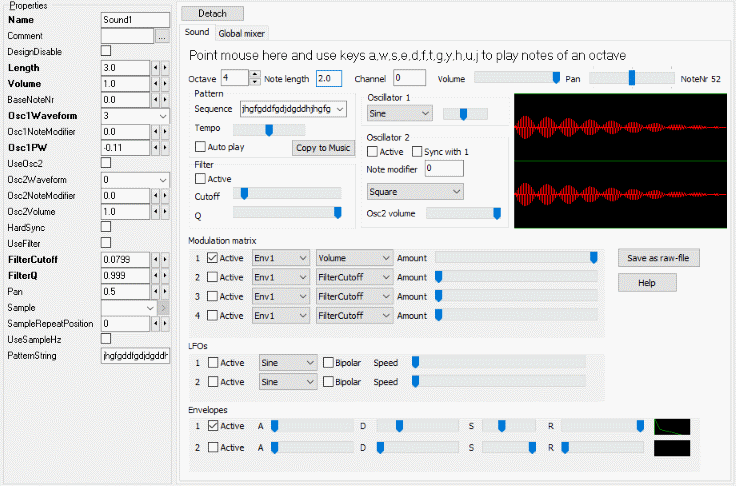 Properties
Name Sound1
Comment ...
DesignDisable
Length 3.0
Volume 1.0
BaseNoteNr 0.0
Osc1Waveform 3
Osc1NoteModifier 0.0
Osc1PW -0.11
UseOsc2
Osc2Waveform 0
Osc2NoteModifier 0.0
Osc2Volume 1.0
HardSync
UseFilter
FilterCutoff 0.0799
FilterQ 0.999
Pan 0.5
Sample
SampleRepeatPosition 0
UseSampleHz
PatternString jhgfgddfgdjdgddh
Detach
Sound Global mixer
Point mouse here and use keys a,w,s,e,d,f,t,g,y,h,u,j to play notes of an octave
Octave 4 Note length 2.0 Channel 0 Volume Pan NoteNr 52
Pattern
Sequence jhgfgddfgdjdgddhjhgfg
Tempo
Auto play Copy to Music
Filter
Active
Cutoff
Q
Oscillator 1
Sine
Oscillator 2
Active Sync with 1
Note modifier 0
Square
Osc2 volume
Modulation matrix
1 Active Env1 Volume Amount
2 Active Env1 FilterCutoff Amount
3 Active Env1 FilterCutoff Amount
4 Active Env1 FilterCutoff Amount
Save as raw-file
Help
LFOs
1 Active Sine Bipolar Speed
2 Active Sine Bipolar Speed
Envelopes
1 Active A D S R
2 Active A D S R